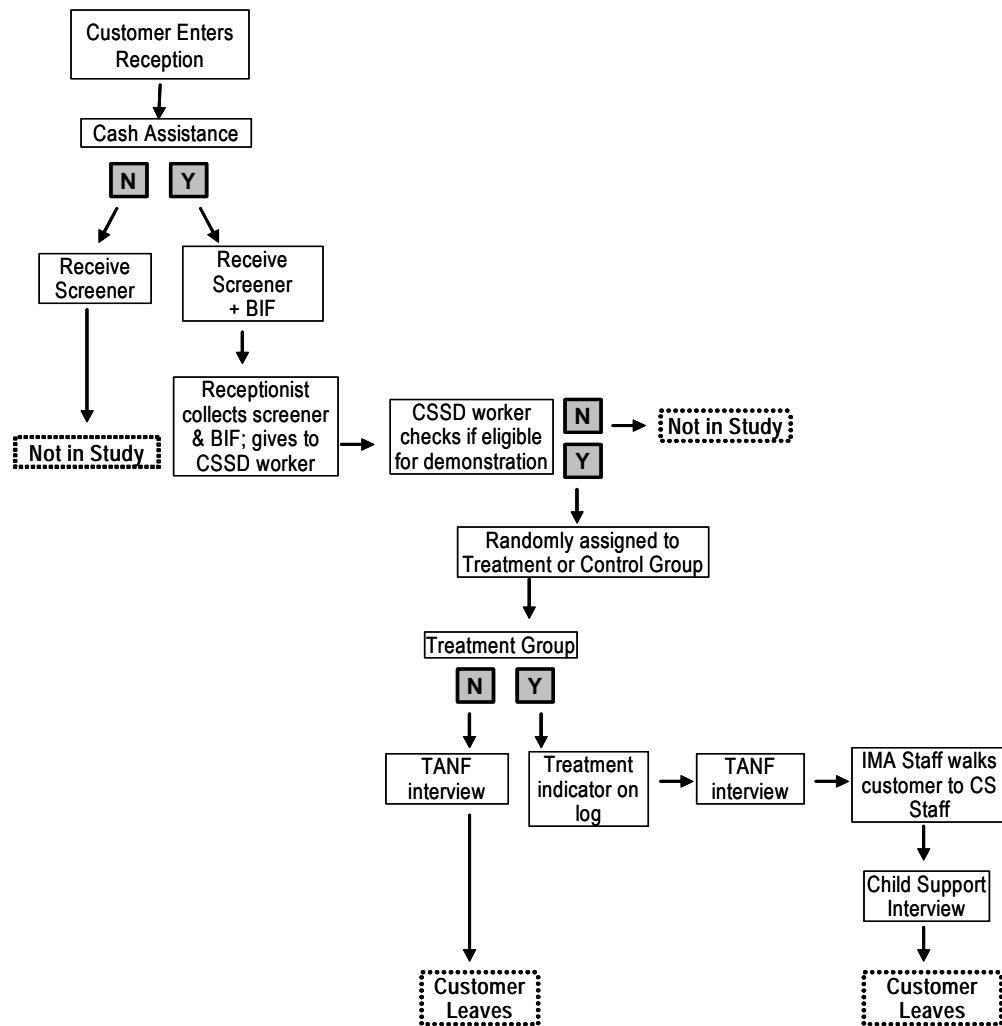 Customer Enters
Reception
Cash Assistance
N
Y
Receive
Screener
Receive
Screener
+ BIF
Not in Study
Receptionist
collects screener
& BIF; gives to
CSSD worker
CSSD worker
checks if eligible
for demonstration
N
Y
Not in Study
Randomly assigned to
Treatment or Control Group
Treatment Group
N
Y
TANF
interview
Treatment
indicator on
log
TANF
interview
IMA Staff walks
customer to CS
Staff
Child Support
Interview
Customer
Leaves
Customer
Leaves